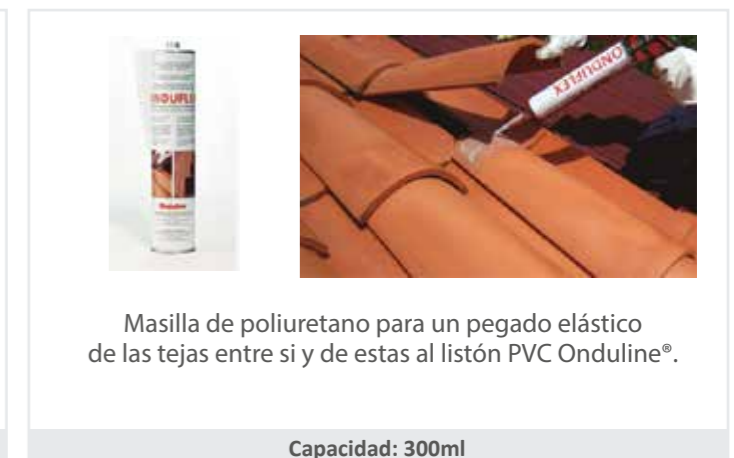 ONDUFLEX
Masilla de poliuretano para un pegado elástico
de las tejas entre si y de estas al listón PVC Onduline®.
Capacidad: 300ml